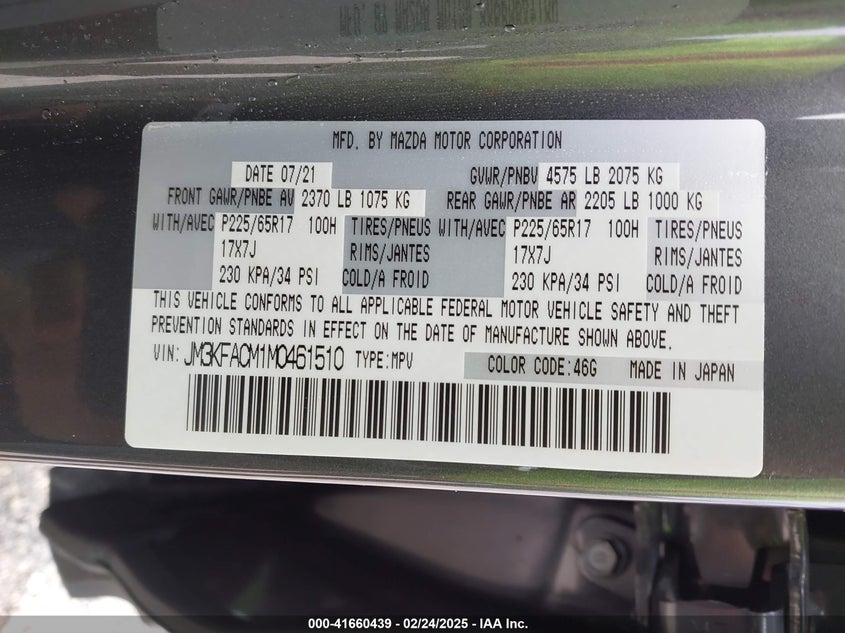 MFD. BY MAZDA MOTOR CORPORATION
DATE 07/21 GVWR/PNBV 4575 LB 2075 KG
FRONT GAWR/PNBE AV 2370 LB 1075 KG REAR GAWR/PNBE AR 2205 LB 1000 KG
WITH/AVEC P225/65R17 100H TIRES/PNEUS WITH/AVEC P225/65R17 100H TIRES/PNEUS
17X7J RIMS/JANTES 17X7J RIMS/JANTES
230 KPA/34 PSI COLD/A FROID 230 KPA/34 PSI COLD/A FROID
THIS VEHICLE CONFORMS TO ALL APPLICABLE FEDERAL MOTOR VEHICLE SAFETY AND THEFT
PREVENTION STANDARDS IN EFFECT ON THE DATE OF MANUFACTURE SHOWN ABOVE.
VIN: JM3KFACM1M0461510 TYPE:MPV COLOR CODE:46G MADE IN JAPAN
000-41660439 - 02/24/2025 - IAA Inc.